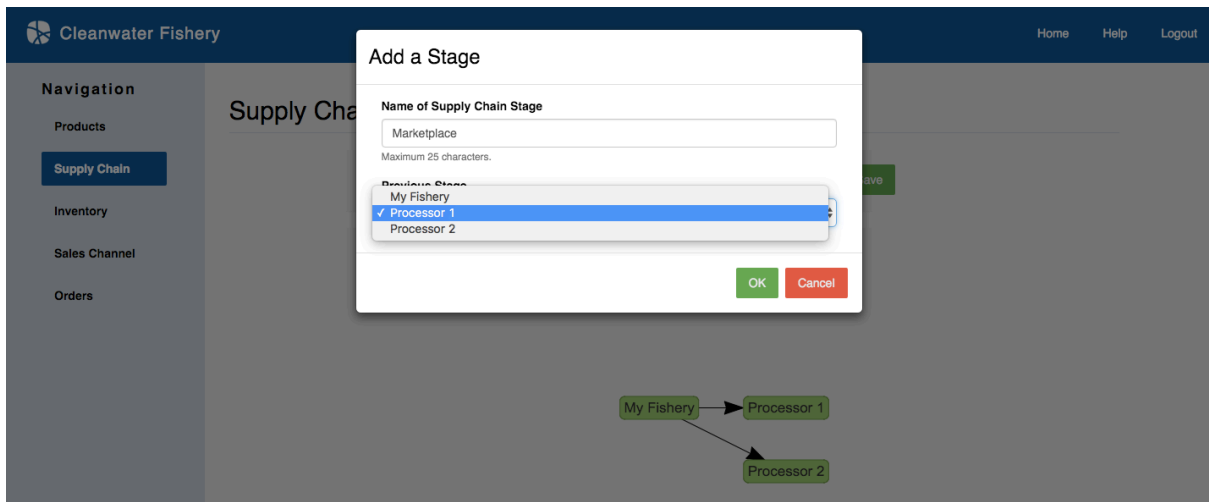 Cleanwater Fishery
Home Help Logout
Navigation
Products
Supply Chain
Inventory
Sales Channel
Orders
Supply Cha
Add a Stage
Name of Supply Chain Stage
Marketplace
Maximum 25 characters.
Previous Stage
My Fishery
✓ Processor 1
Processor 2
OK Cancel
ave
My Fishery Processor 1
Processor 2